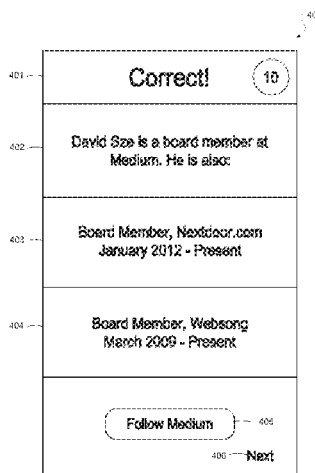 401
Correct!
10
402
David Sze is a board member at
Medium. He is also:
403
Board Member, Nextdoor.com
January 2012 - Present
404
Board Member, Websong
March 2009 - Present
Follow Medium
405
406
Next